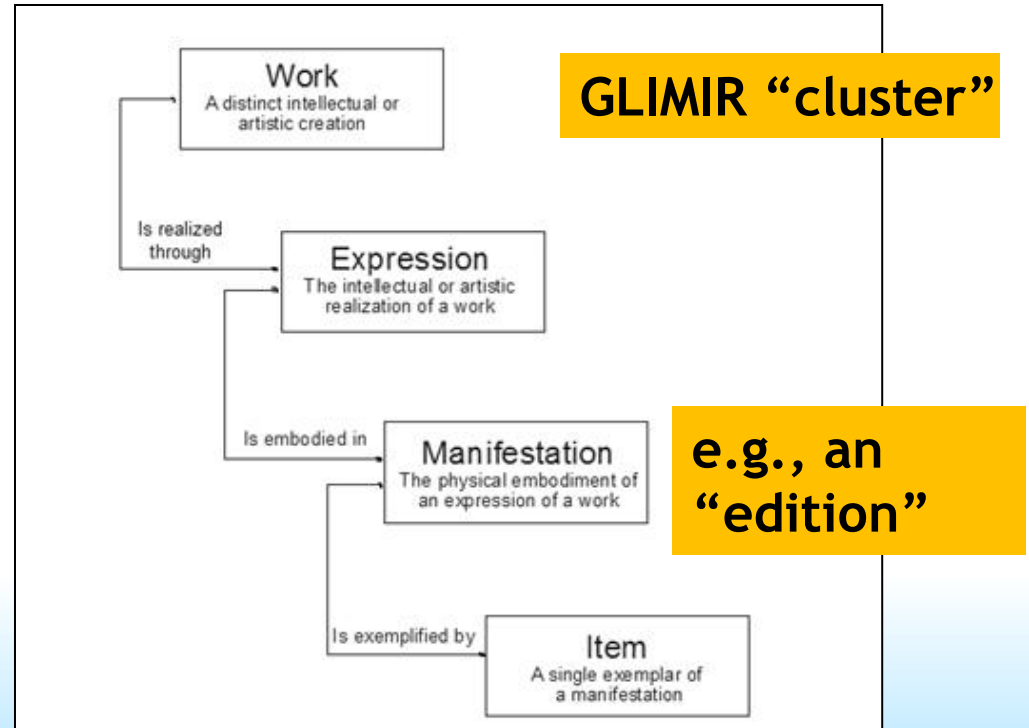 Work
A distinct intellectual or
artistic creation
GLIMIR “cluster”
Is realized
through
Expression
The intellectual or artistic
realization of a work
Is embodied in
Manifestation
The physical embodiment of
an expression of a work
e.g., an
“edition”
Is exemplified by
Item
A single exemplar of
a manifestation